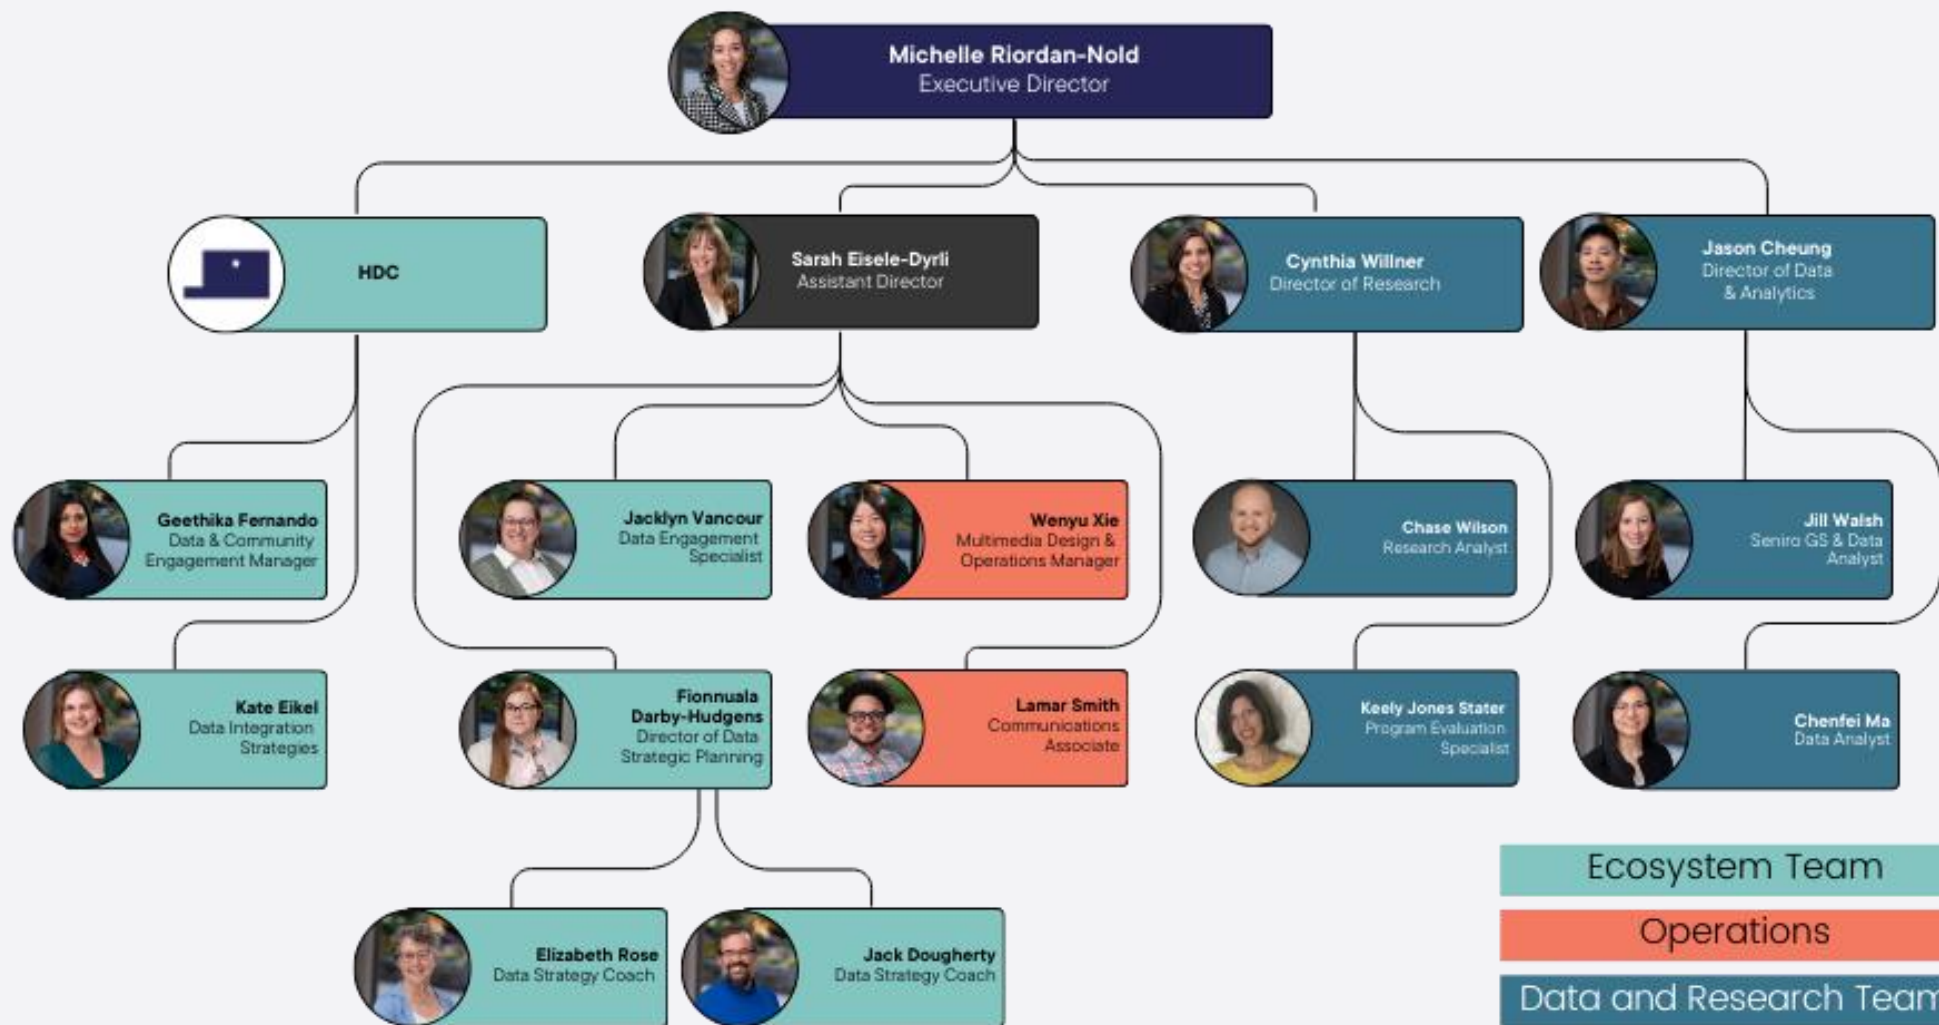 Michelle Riordan-Nold
Executive Director
HDC
Sarah Eisele-Dyrli
Assistant Director
Cynthia Willner
Director of Research
Jason Cheung
Director of Data
& Analytics
Geethika Fernando
Data & Community
Engagement Manager
Jacklyn Vancour
Data Engagement
Specialist
Wenyu Xie
Multimedia Design &
Operations Manager
Chase Wilson
Research Analyst
Jill Walsh
Seniro GS & Data
Analyst
Kate Eikel
Data Integration
Strategies
Fionnuala
Darby-Hudgens
Director of Data
Strategic Planning
Lamar Smith
Communications
Associate
Keely Jones Stater
Program Evaluation
Specialist
Chenfei Ma
Data Analyst
Elizabeth Rose
Data Strategy Coach
Jack Dougherty
Data Strategy Coach
Ecosystem Team
Operations
Data and Research Team